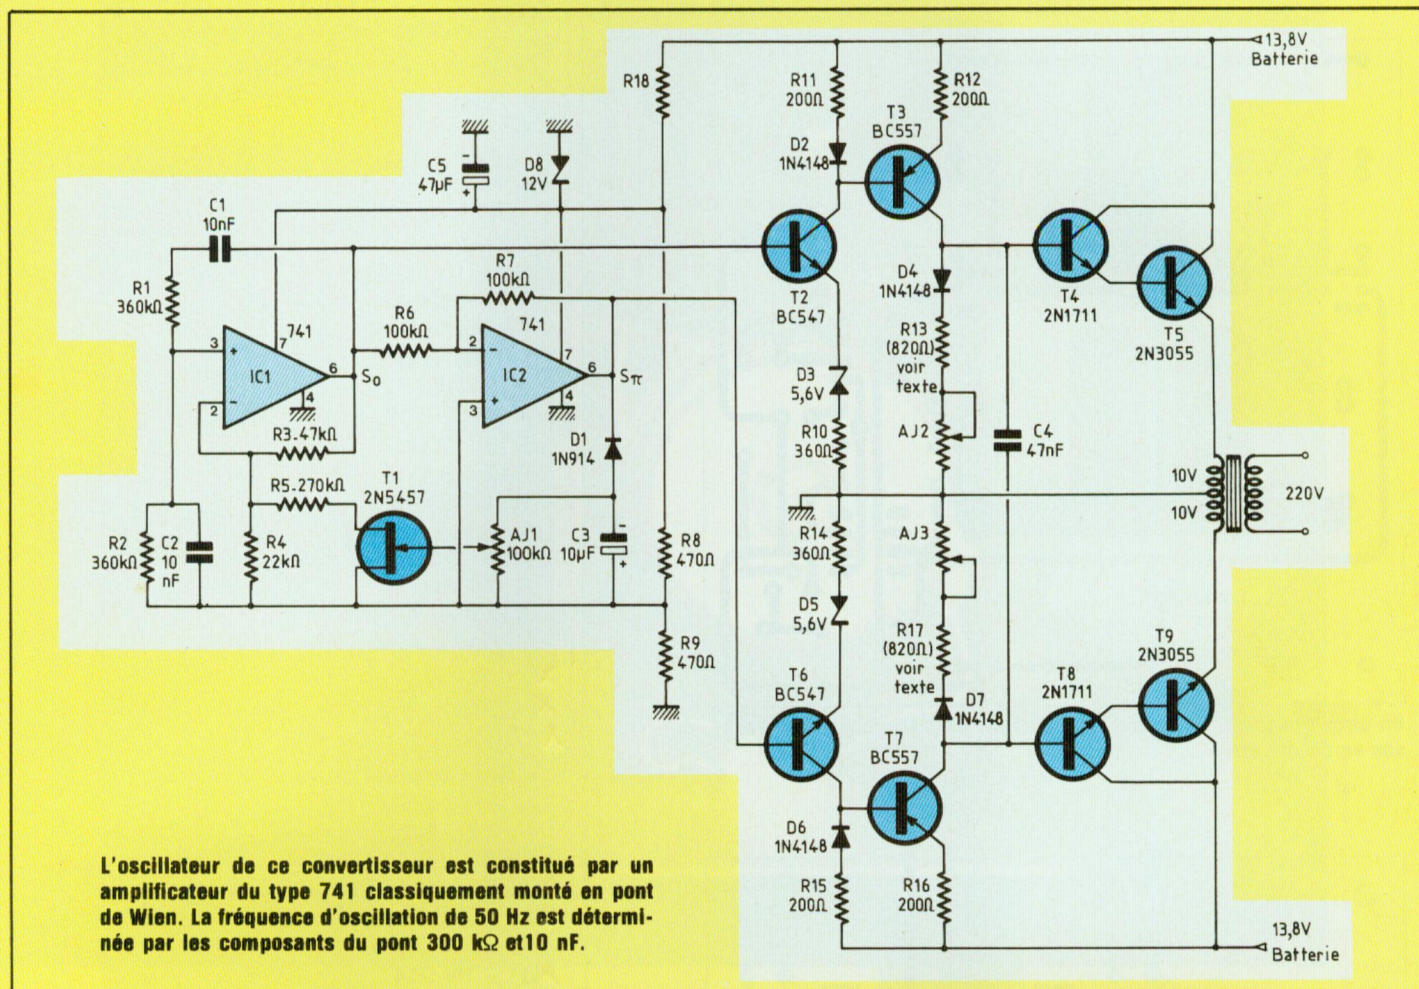 13,8V
Batterie
R18
R11
200Ω
R12
200Ω
T3
BC557
D2
1N4148
C5
47µF
-
+
D8
12V
C1
10nF
R1
360kΩ
R7
100kΩ
R6
100kΩ
T2
BC547
D4
1N4148
T4
2N1711
T5
2N3055
741
3
+
7
IC1
6
S0
4
2
-
741
2
-
7
IC2
6
Sπ
4
+
3
R13
(820Ω)
voir
texte
D3
5,6V
R10
360Ω
AJ2
C4
47nF
R3-47kΩ
D1
1N914
R5-270kΩ
T1
2N5457
10V
10V
220V
R2
360kΩ
C2
10
nF
R4
22kΩ
AJ1
100kΩ
C3
10µF
-
+
R8
470Ω
R14
360Ω
AJ3
D5
5,6V
R9
470Ω
R17
(820Ω)
voir
texte
T6
BC547
D7
1N4148
T7
BC557
T8
2N1711
T9
2N3055
D6
1N4148
R15
200Ω
R16
200Ω
13,8V
Batterie
L'oscillateur de ce convertisseur est constitué par un
amplificateur du type 741 classiquement monté en pont
de Wien. La fréquence d'oscillation de 50 Hz est détermi-
née par les composants du pont 300 kΩ et10 nF.